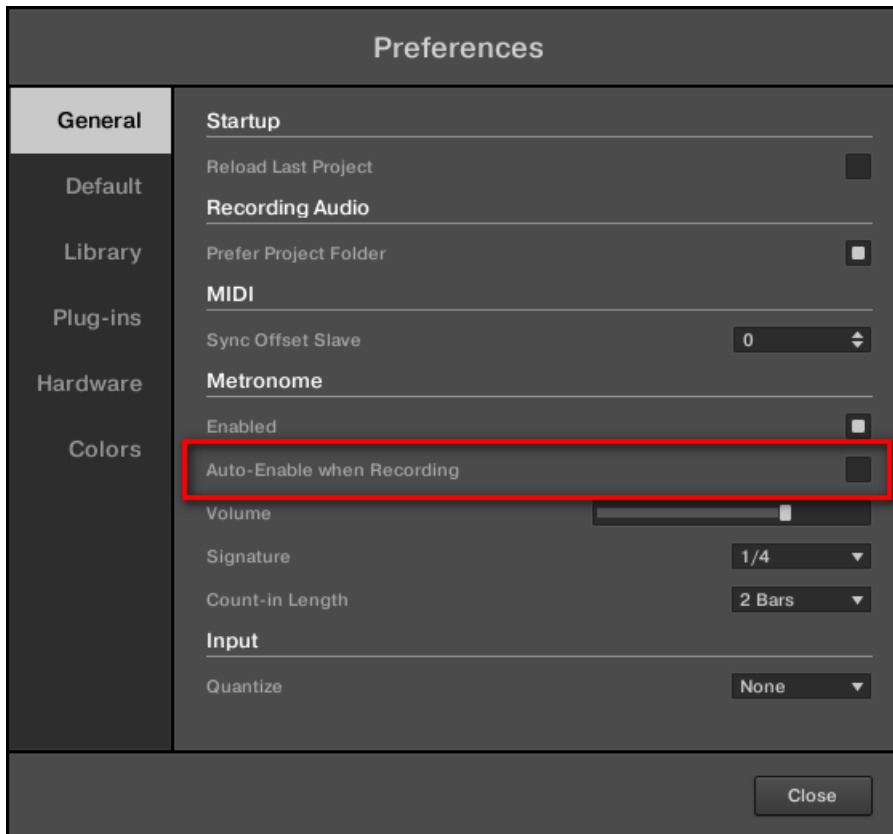 Preferences
General
Default
Library
Plug-ins
Hardware
Colors
Startup
Reload Last Project
Recording Audio
Prefer Project Folder
MIDI
Sync Offset Slave 0
Metronome
Enabled
Auto-Enable when Recording
Volume
Signature 1/4
Count-in Length 2 Bars
Input
Quantize None
Close